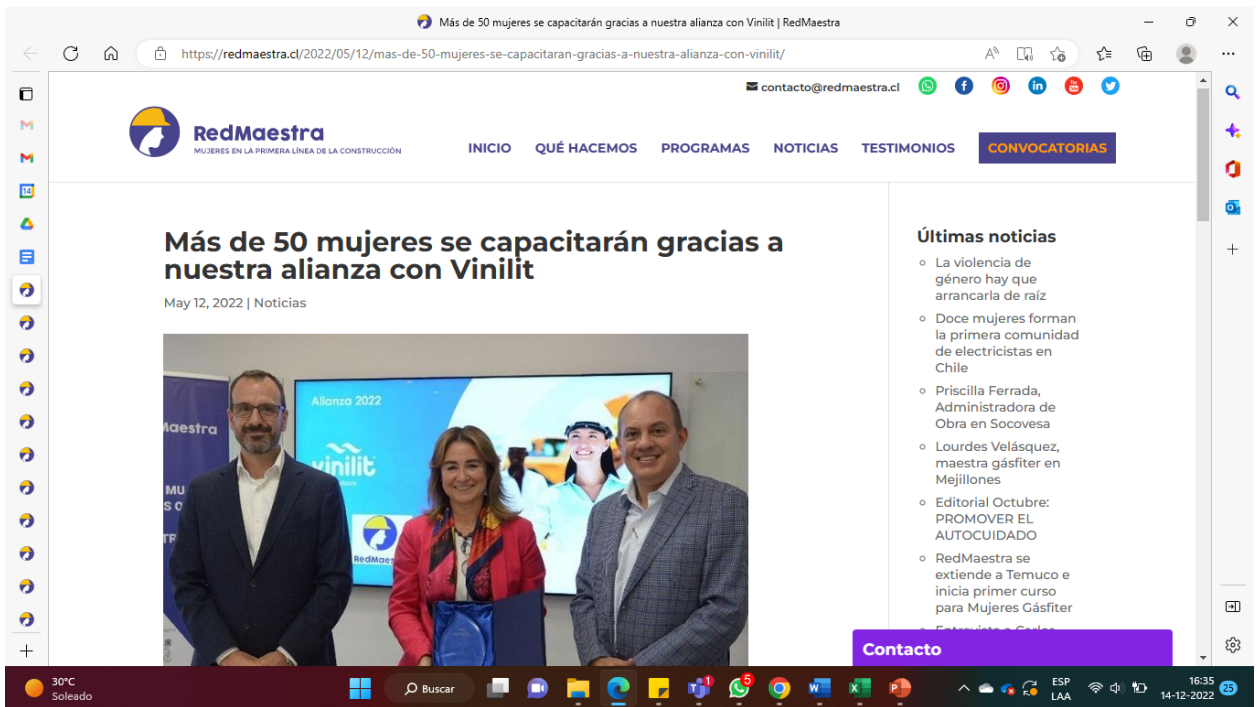 Más de 50 mujeres se capacitarán gracias a nuestra alianza con Vinilit | RedMaestra
https://redmaestra.cl/2022/05/12/mas-de-50-mujeres-se-capacitaran-gracias-a-nuestra-alianza-con-vinilit/
contacto@redmaestra.cl
RedMaestra
MUJERES EN LA PRIMERA LÍNEA DE LA CONSTRUCCIÓN
INICIO QUÉ HACEMOS PROGRAMAS NOTICIAS TESTIMONIOS CONVOCATORIAS
Más de 50 mujeres se capacitarán gracias a
nuestra alianza con Vinilit
May 12, 2022 | Noticias
Alianza 2022
Maestra
vinilit
RedMaes
Últimas noticias
La violencia de
género hay que
arrancarla de raíz
Doce mujeres forman
la primera comunidad
de electricistas en
Chile
Priscilla Ferrada,
Administradora de
Obra en Socovesa
Lourdes Velásquez,
maestra gásfiter en
Mejillones
Editorial Octubre:
PROMOVER EL
AUTOCUIDADO
RedMaestra se
extiende a Temuco e
inicia primer curso
para Mujeres Gásfiter
Contacto
30°C
Soleado
Buscar
ESP
LAA
16:35
14-12-2022
25